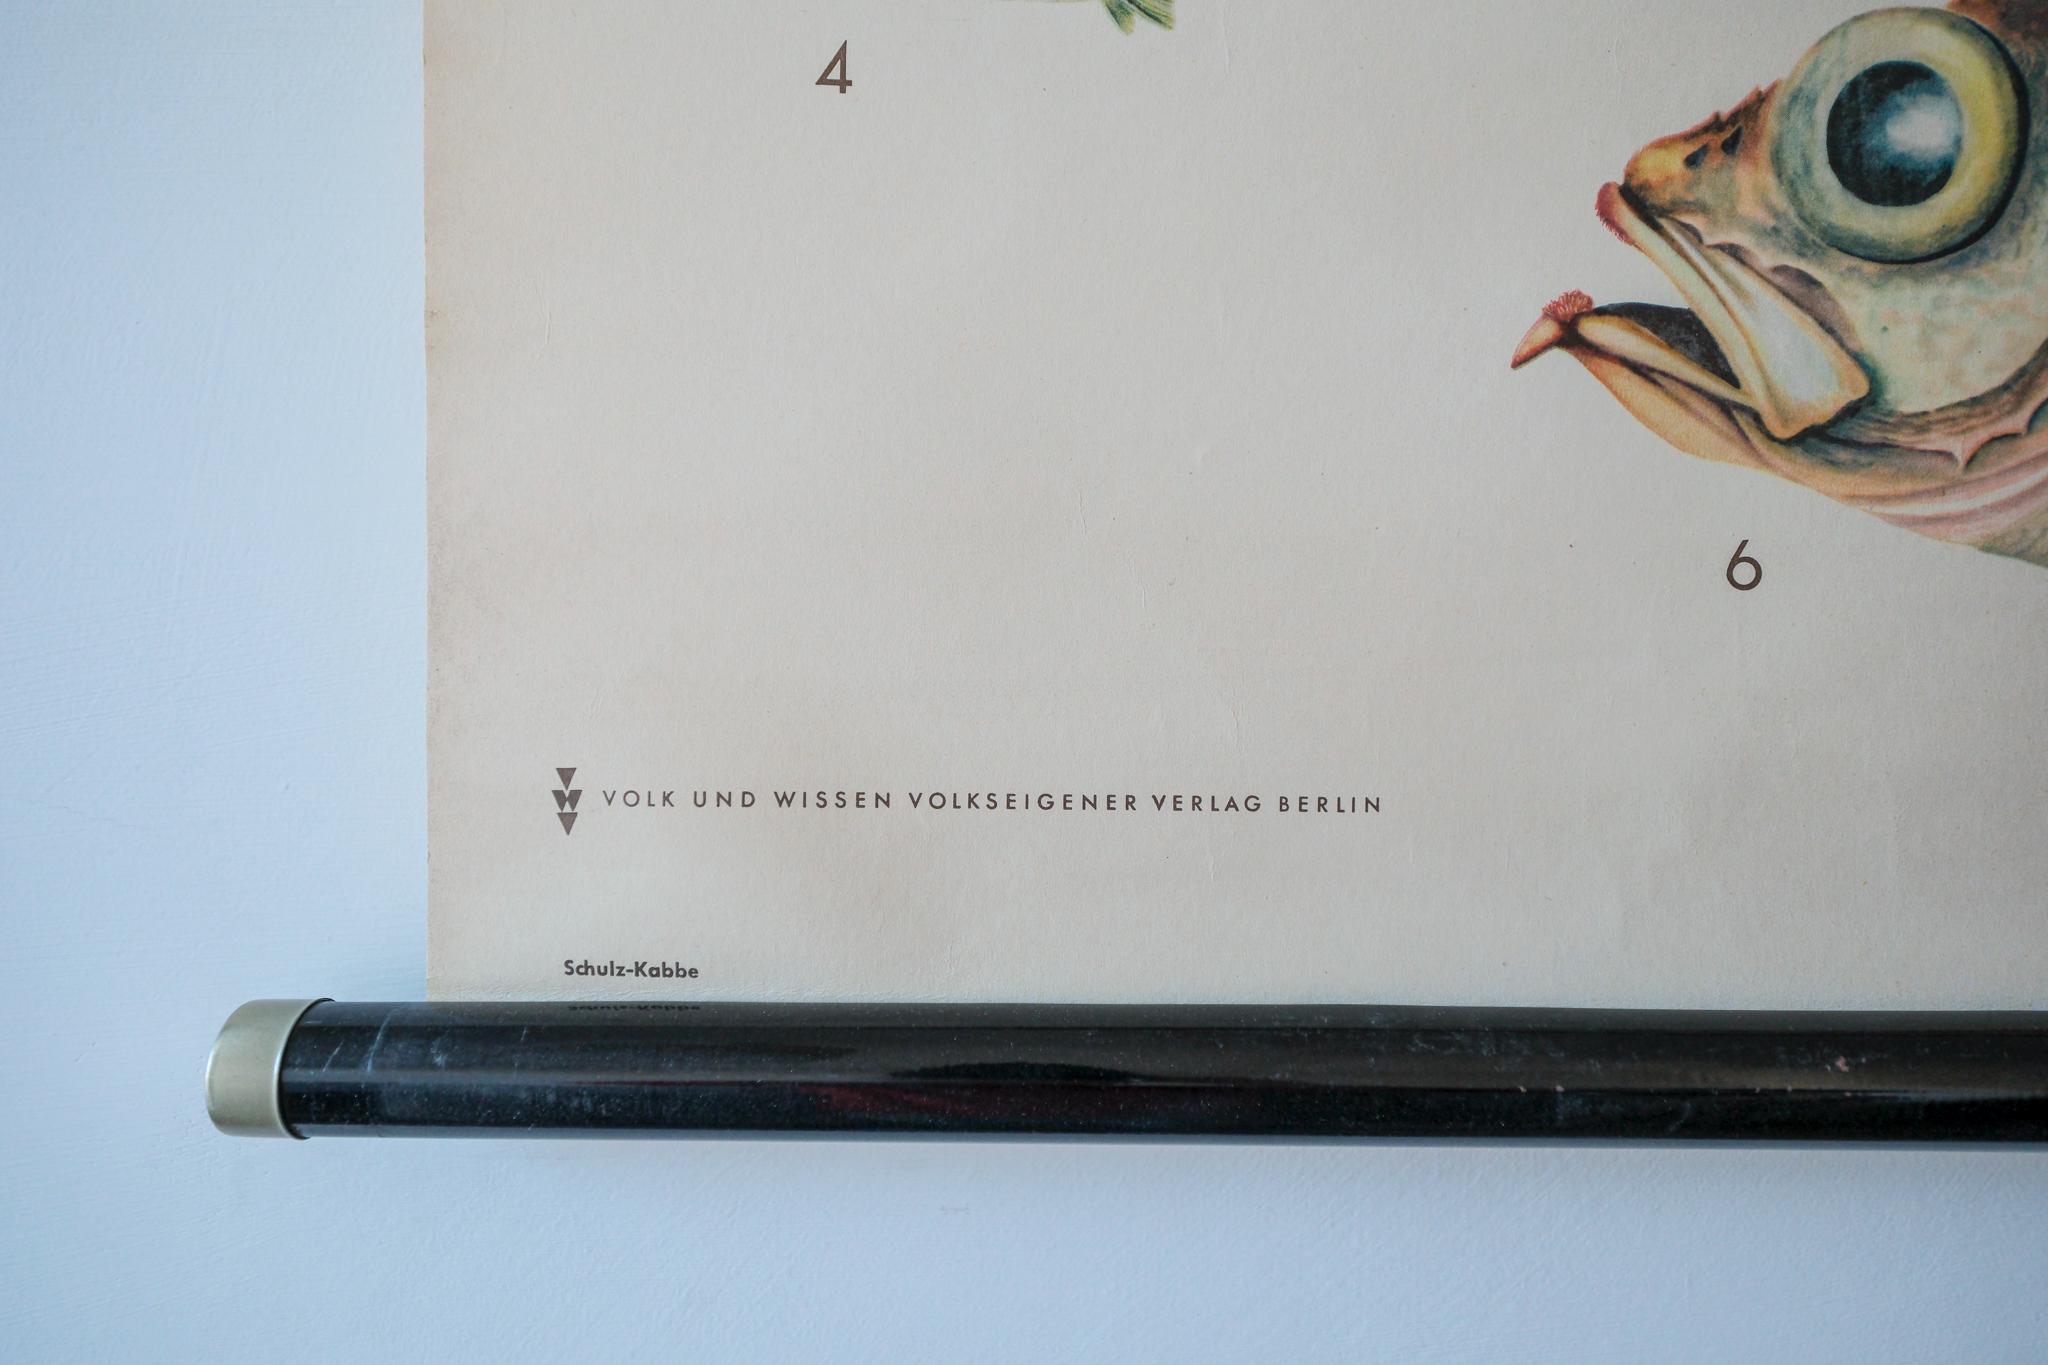 4
6
VOLK UND WISSEN VOLKSEIGENER VERLAG BERLIN
Schulz-Kabbe